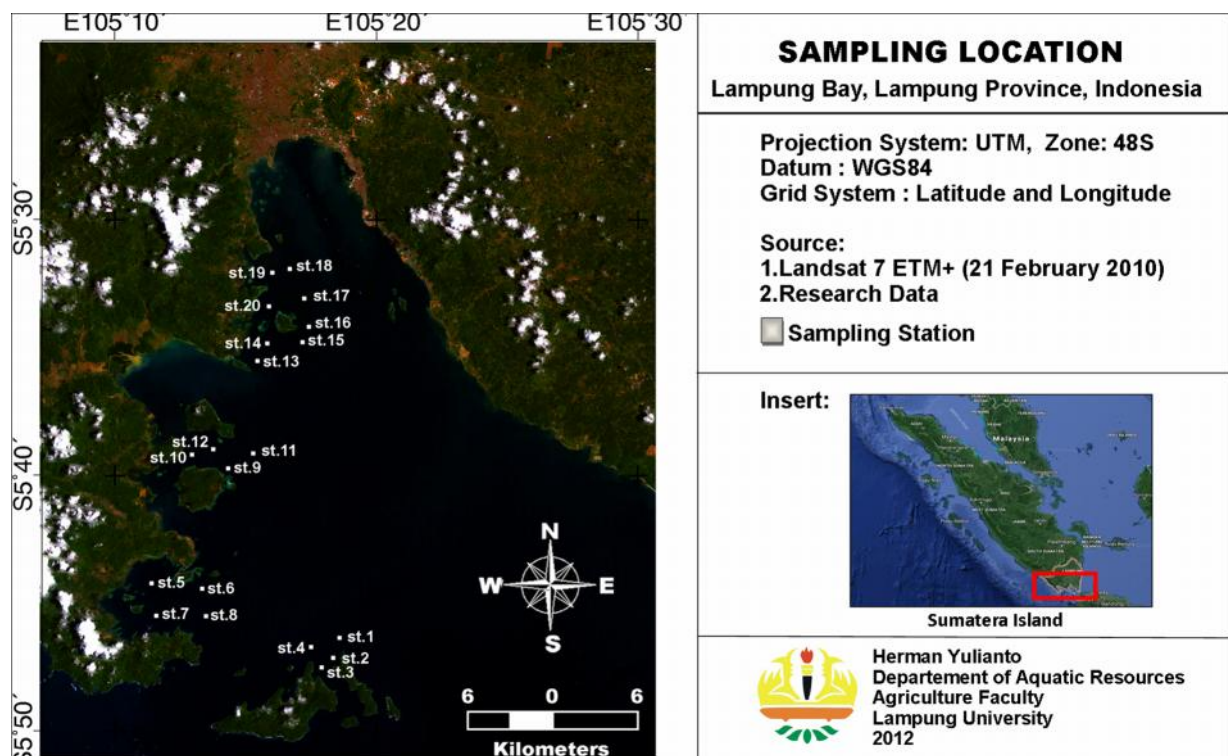 E105°10´ E105°20´ E105°30´
S5°30´
S5°40´
S5°50´
st.19
st.18
st.20
st.17
st.16
st.14
st.15
st.13
st.12
st.10
st.11
st.9
st.5
st.6
st.7
st.8
st.4
st.1
st.2
st.3
N
W E
S
6 0 6
Kilometers
SAMPLING LOCATION
Lampung Bay, Lampung Province, Indonesia
Projection System: UTM, Zone: 48S
Datum : WGS84
Grid System : Latitude and Longitude
Source:
1.Landsat 7 ETM+ (21 February 2010)
2.Research Data
Sampling Station
Insert:
Malaysia
Sumatera Island
Herman Yulianto
Departement of Aquatic Resources
Agriculture Faculty
Lampung University
2012